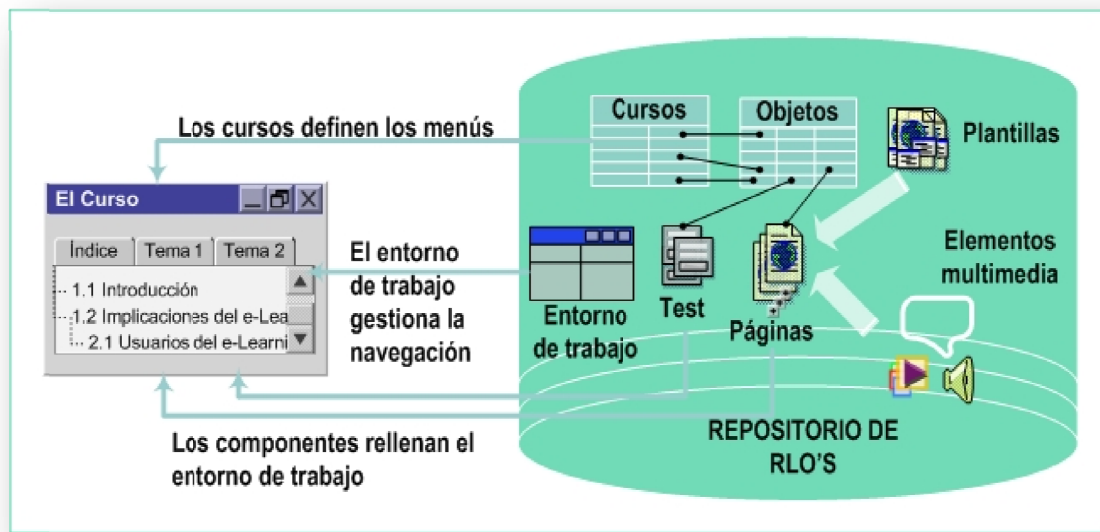 Los cursos definen los menús
El Curso
Índice
Tema 1
Tema 2
1.1 Introducción
1.2 Implicaciones del e-Lea
2.1 Usuarios del e-Learni
El entorno
de trabajo
gestiona la
navegación
Los componentes rellenan el
entorno de trabajo
Cursos
Objetos
Plantillas
Elementos
multimedia
Entorno
de trabajo
Test
Páginas
REPOSITORIO DE
RLO'S